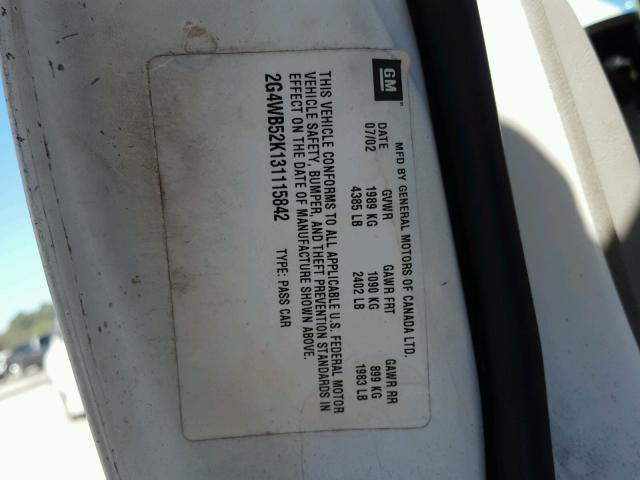 GM
MFD BY GENERAL MOTORS OF CANADA LTD.
DATE GVWR GAWR FRT GAWR RR
07/02 1989 KG 1090 KG 899 KG
4385 LB 2402 LB 1983 LB
THIS VEHICLE CONFORMS TO ALL APPLICABLE U.S. FEDERAL MOTOR
VEHICLE SAFETY, BUMPER, AND THEFT PREVENTION STANDARDS IN
EFFECT ON THE DATE OF MANUFACTURE SHOWN ABOVE.
2G4WB52K131115842 TYPE: PASS CAR